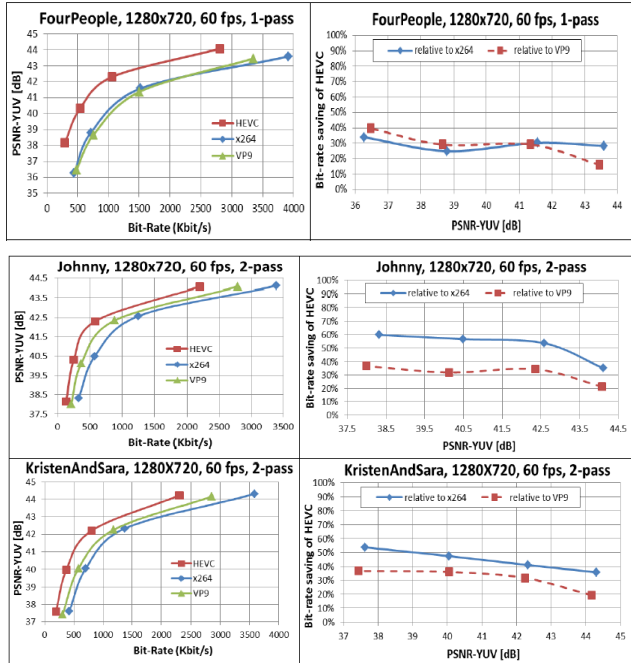 FourPeople, 1280x720, 60 fps, 1-pass
PSNR-YUV [dB]
45
44
43
42
41
40
39
38
37
36
35
HEVC
x264
VP9
0 500 1000 1500 2000 2500 3000 3500 4000
Bit-Rate (Kbit/s)
FourPeople, 1280x720, 60 fps, 1-pass
Bit-rate saving of HEVC
100%
90%
80%
70%
60%
50%
40%
30%
20%
10%
0%
relative to x264 relative to VP9
36 37 38 39 40 41 42 43 44
PSNR-YUV [dB]
Johnny, 1280x720, 60 fps, 2-pass
PSNR-YUV [dB]
44.5
43.5
42.5
41.5
40.5
39.5
38.5
37.5
HEVC
x264
VP9
0 500 1000 1500 2000 2500 3000 3500
Bit-Rate (Kbit/s)
Johnny, 1280x720, 60 fps, 2-pass
Bit-rate saving of HEVC
100%
90%
80%
70%
60%
50%
40%
30%
20%
10%
0%
relative to x264 relative to VP9
37.5 38.5 39.5 40.5 41.5 42.5 43.5 44.5
PSNR-YUV [dB]
KristenAndSara, 1280X720, 60 fps, 2-pass
PSNR-YUV [dB]
45
44
43
42
41
40
39
38
37
HEVC
x264
VP9
0 500 1000 1500 2000 2500 3000 3500 4000
Bit-Rate (Kbit/s)
KristenAndSara, 1280X720, 60 fps, 2-pass
Bit-rate saving of HEVC
100%
90%
80%
70%
60%
50%
40%
30%
20%
10%
0%
relative to x264 relative to VP9
37 38 39 40 41 42 43 44 45
PSNR-YUV [dB]